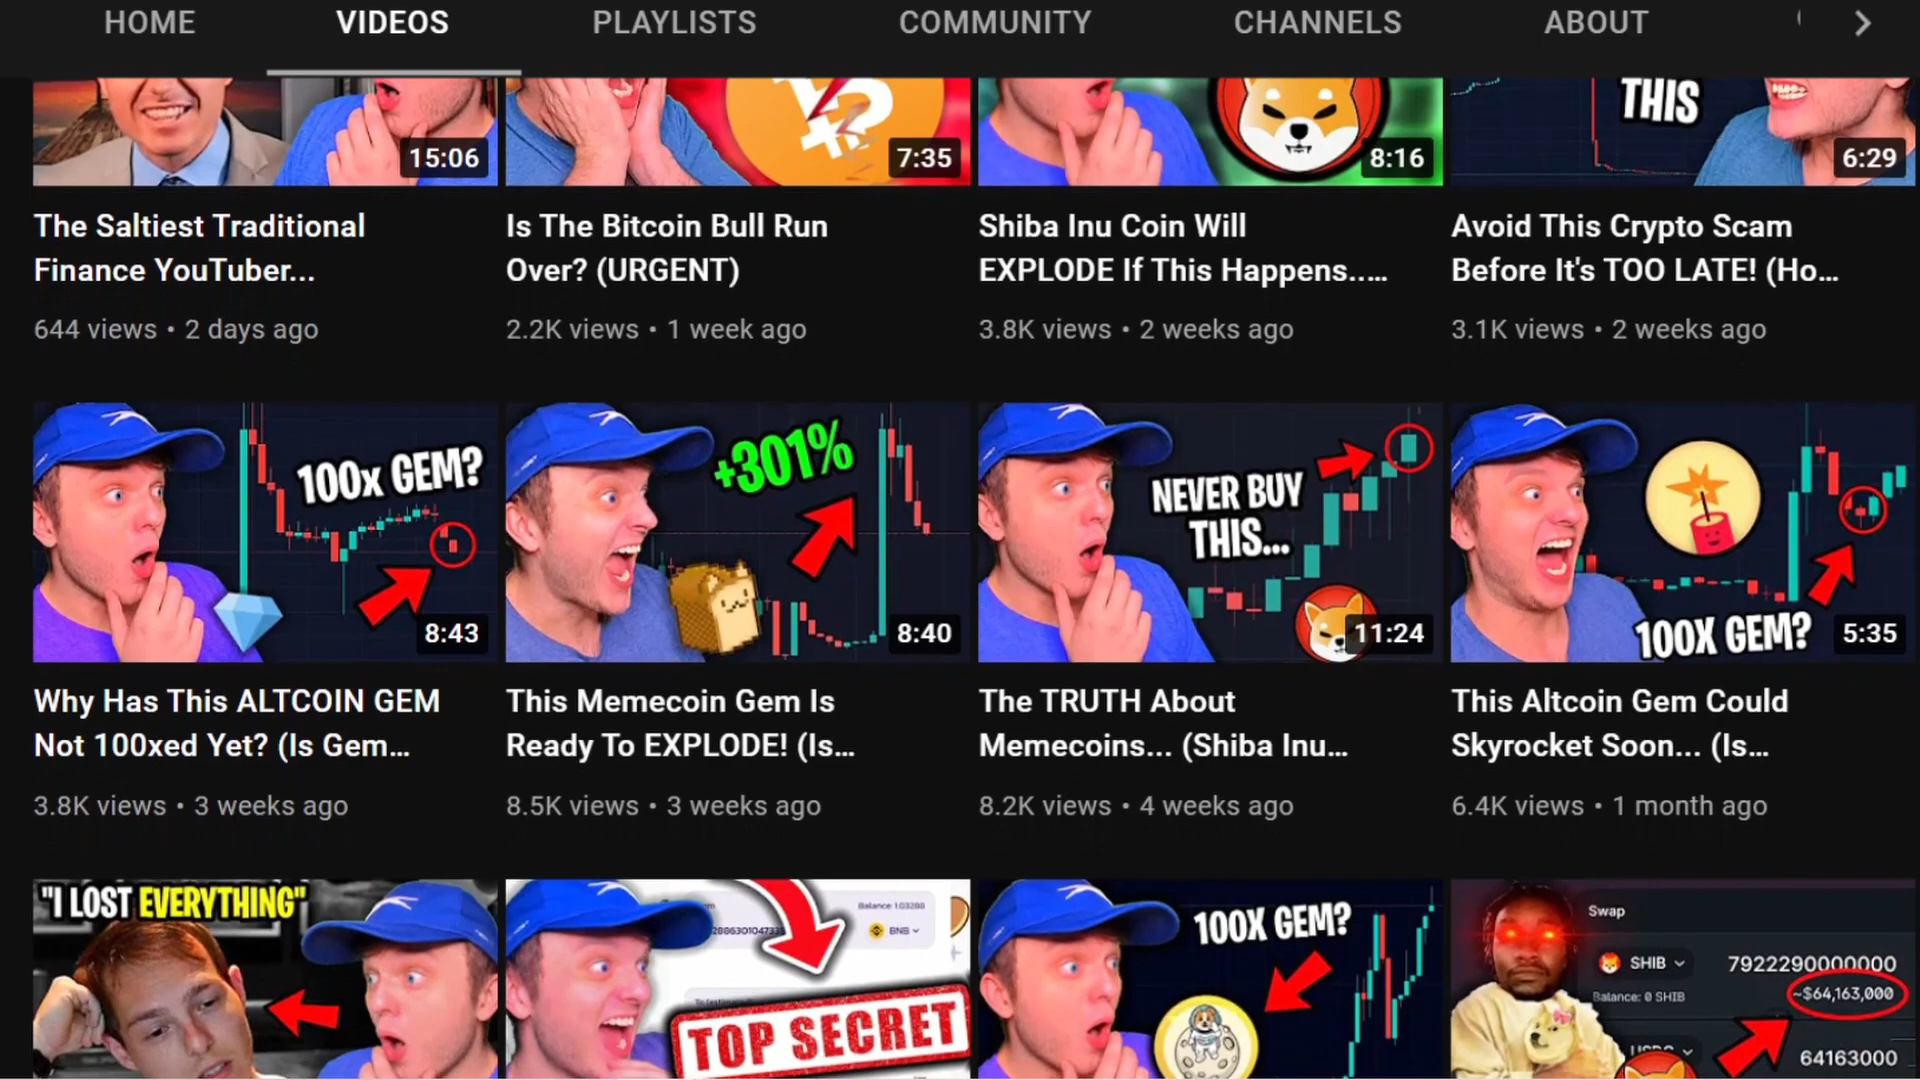 HOME
VIDEOS
PLAYLISTS
COMMUNITY
CHANNELS
ABOUT
THIS
15:06
7:35
8:16
6:29
The Saltiest Traditional
Finance YouTuber...
644 views • 2 days ago
Is The Bitcoin Bull Run
Over? (URGENT)
2.2K views • 1 week ago
Shiba Inu Coin Will
EXPLODE If This Happens..…
3.8K views • 2 weeks ago
Avoid This Crypto Scam
Before It's TOO LATE! (Ho…
3.1K views • 2 weeks ago
100x GEM?
8:43
+301%
8:40
NEVER BUY
THIS...
11:24
100X GEM?
5:35
Why Has This ALTCOIN GEM
Not 100xed Yet? (Is Gem…
3.8K views • 3 weeks ago
This Memecoin Gem Is
Ready To EXPLODE! (Is…
8.5K views • 3 weeks ago
The TRUTH About
Memecoins... (Shiba Inu…
8.2K views • 4 weeks ago
This Altcoin Gem Could
Skyrocket Soon... (Is…
6.4K views • 1 month ago
"I LOST EVERYTHING"
Balance: 1.03288
BNB
TOP SECRET
100X GEM?
Swap
SHIB
7922290000000
Balance: 0 SHIB
~$64,163,000
64163000